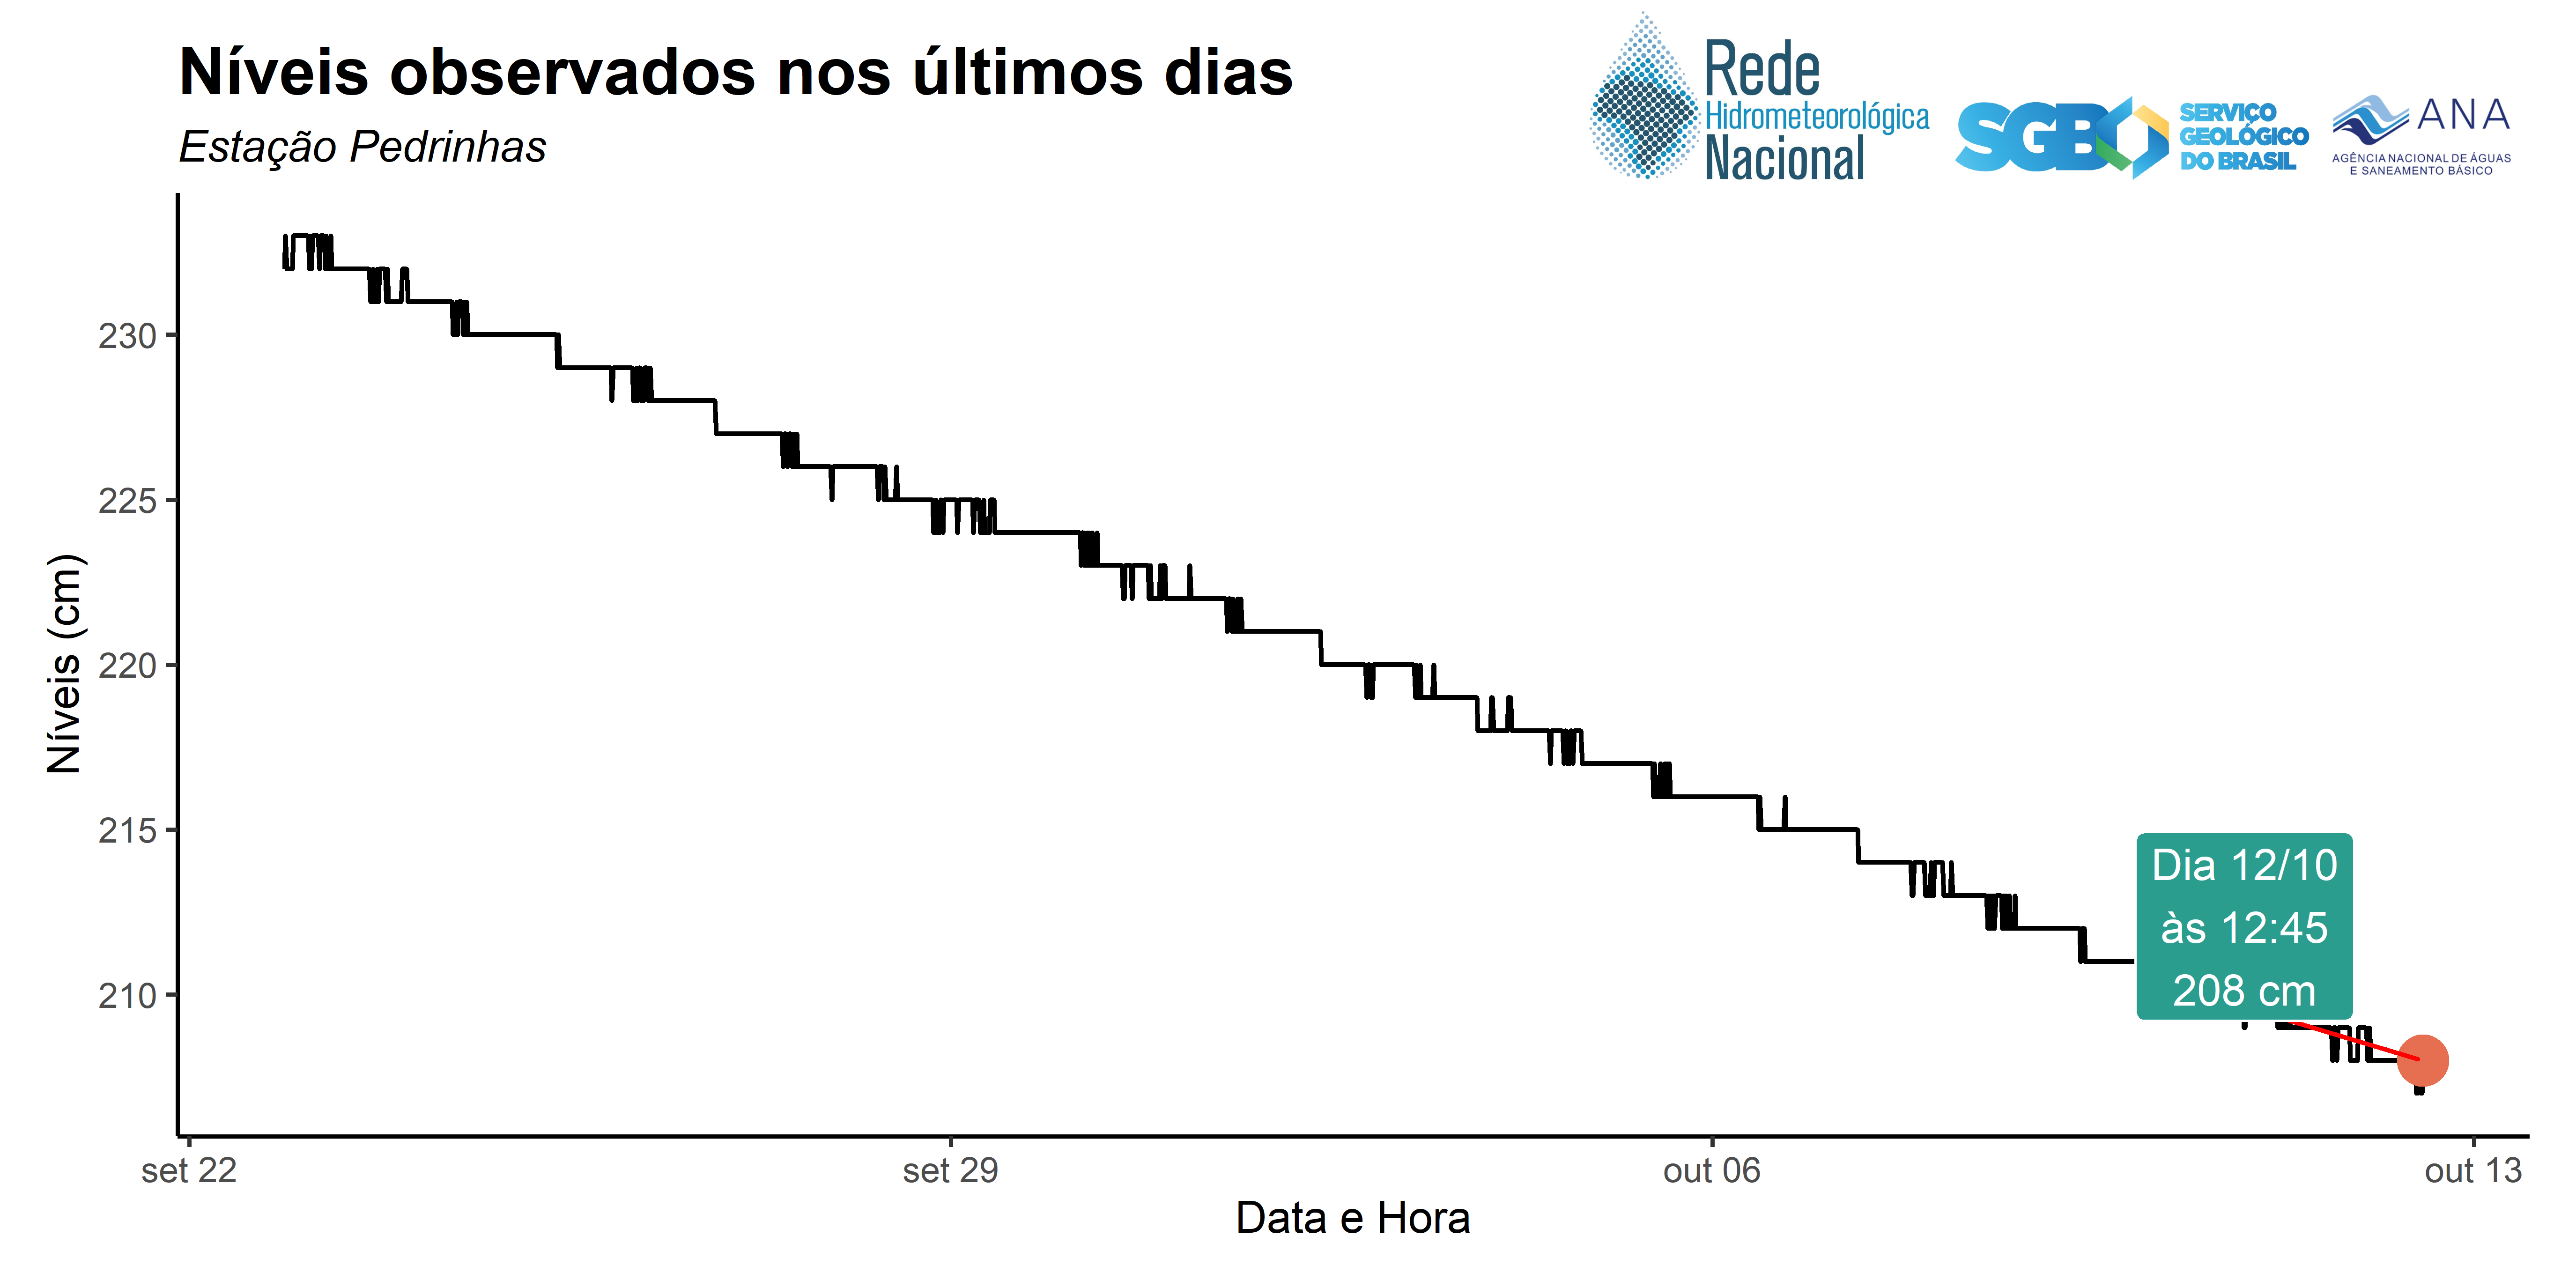 Níveis observados nos últimos dias
Estação Pedrinhas
Rede
Hidrometeorológica
Nacional
SGB
SERVIÇO
GEOLÓGICO
DO BRASIL
ANA
AGÊNCIA NACIONAL DE ÁGUAS
E SANEAMENTO BÁSICO
Níveis (cm)
230
225
220
215
210
Dia 12/10
às 12:45
208 cm
set 22
set 29
out 06
out 13
Data e Hora